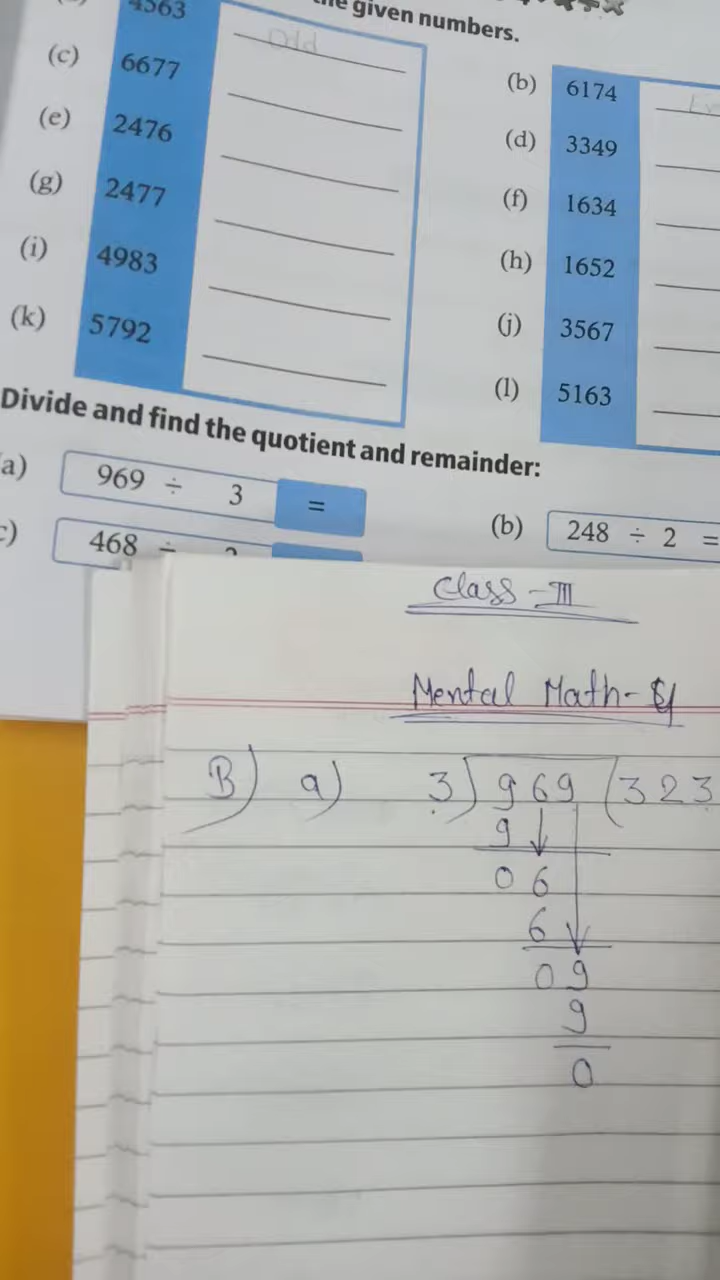 the given numbers.
4563 Odd
(c) 6677
(b) 6174
(e) 2476
(d) 3349
(g) 2477
(f) 1634
(i) 4983
(h) 1652
(k) 5792
(j) 3567
(l) 5163
Divide and find the quotient and remainder:
a) 969 ÷ 3 =
(b) 248 ÷ 2 =
c) 468 ÷
Class - III
Mental Math -
B) a) 3) 969 (323
9
06
6
09
9
0